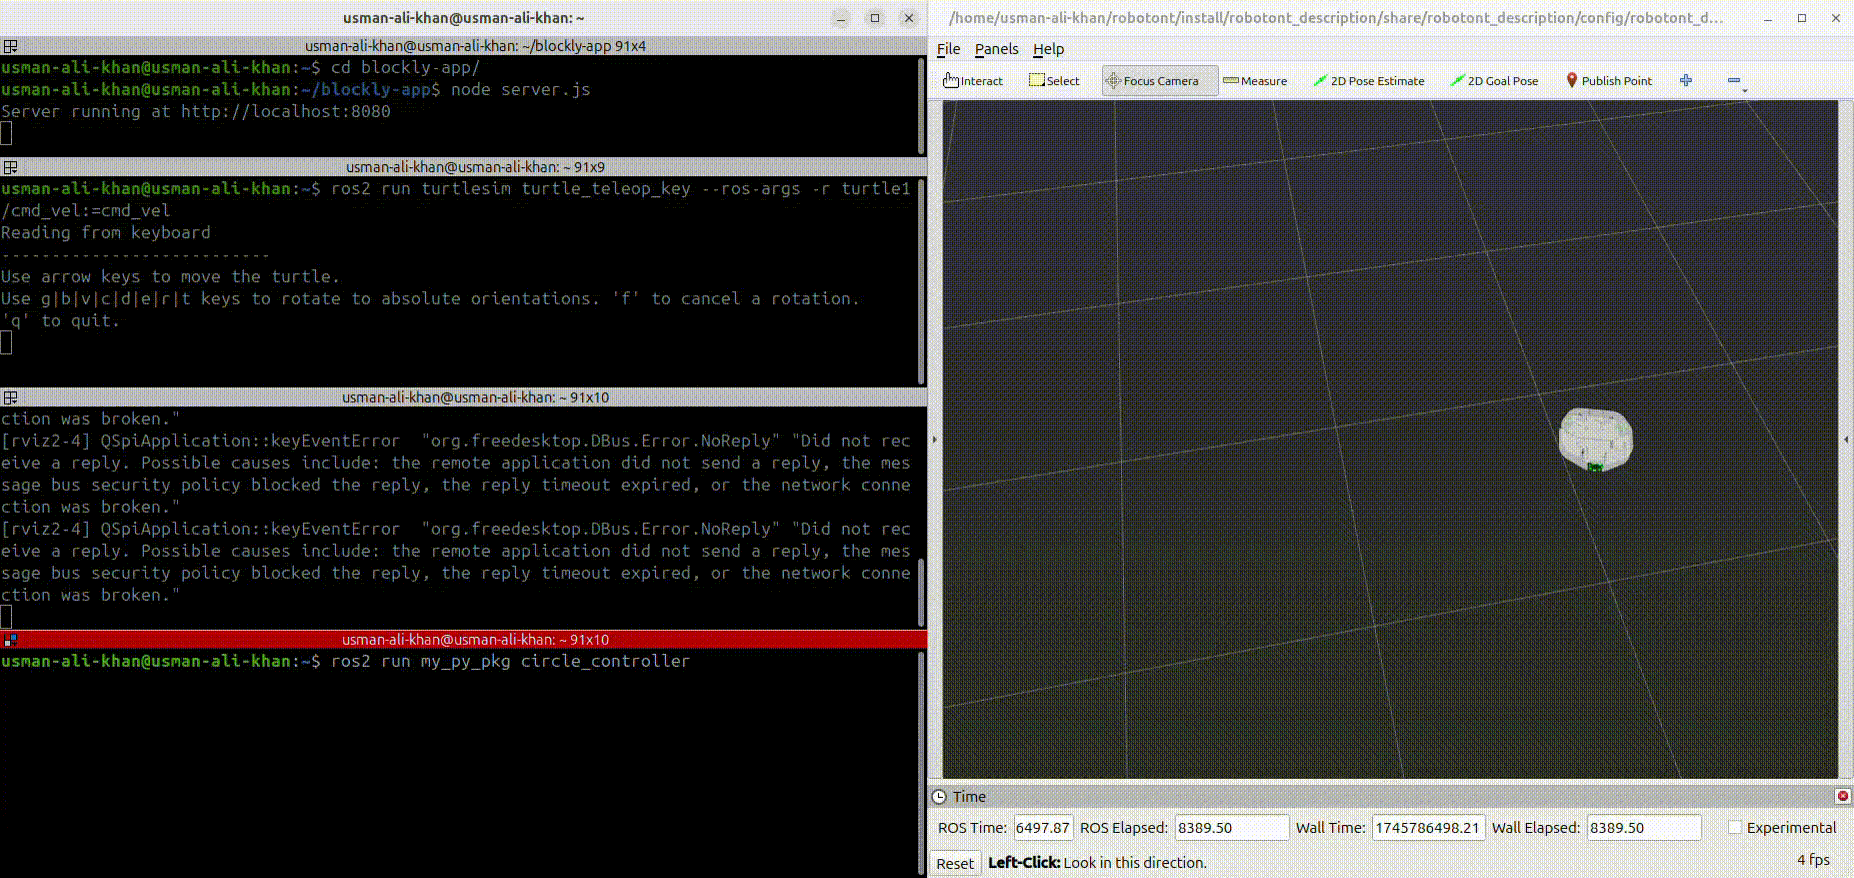 usman-ali-khan@usman-ali-khan: ~
usman-ali-khan@usman-ali-khan: ~/blockly-app 91x4
usman-ali-khan@usman-ali-khan:~$ cd blockly-app/
usman-ali-khan@usman-ali-khan:~/blockly-app$ node server.js
Server running at http://localhost:8080
usman-ali-khan@usman-ali-khan: ~ 91x9
usman-ali-khan@usman-ali-khan:~$ ros2 run turtlesim turtle_teleop_key --ros-args -r turtle1
/cmd_vel:=cmd_vel
Reading from keyboard
---------------------------
Use arrow keys to move the turtle.
Use g|b|v|c|d|e|r|t keys to rotate to absolute orientations. 'f' to cancel a rotation.
'q' to quit.
usman-ali-khan@usman-ali-khan: ~ 91x10
ction was broken."
[rviz2-4] QSpiApplication::keyEventError  "org.freedesktop.DBus.Error.NoReply" "Did not rec
eive a reply. Possible causes include: the remote application did not send a reply, the mes
sage bus security policy blocked the reply, the reply timeout expired, or the network conne
ction was broken."
[rviz2-4] QSpiApplication::keyEventError  "org.freedesktop.DBus.Error.NoReply" "Did not rec
eive a reply. Possible causes include: the remote application did not send a reply, the mes
sage bus security policy blocked the reply, the reply timeout expired, or the network conne
ction was broken."
usman-ali-khan@usman-ali-khan: ~ 91x10
usman-ali-khan@usman-ali-khan:~$ ros2 run my_py_pkg circle_controller
/home/usman-ali-khan/robotont/install/robotont_description/share/robotont_description/config/robotont_d...
File Panels Help
Interact Select Focus Camera Measure 2D Pose Estimate 2D Goal Pose Publish Point
Time
ROS Time: 6497.87 ROS Elapsed: 8389.50 Wall Time: 1745786498.21 Wall Elapsed: 8389.50 Experimental
Reset Left-Click: Look in this direction. 4 fps